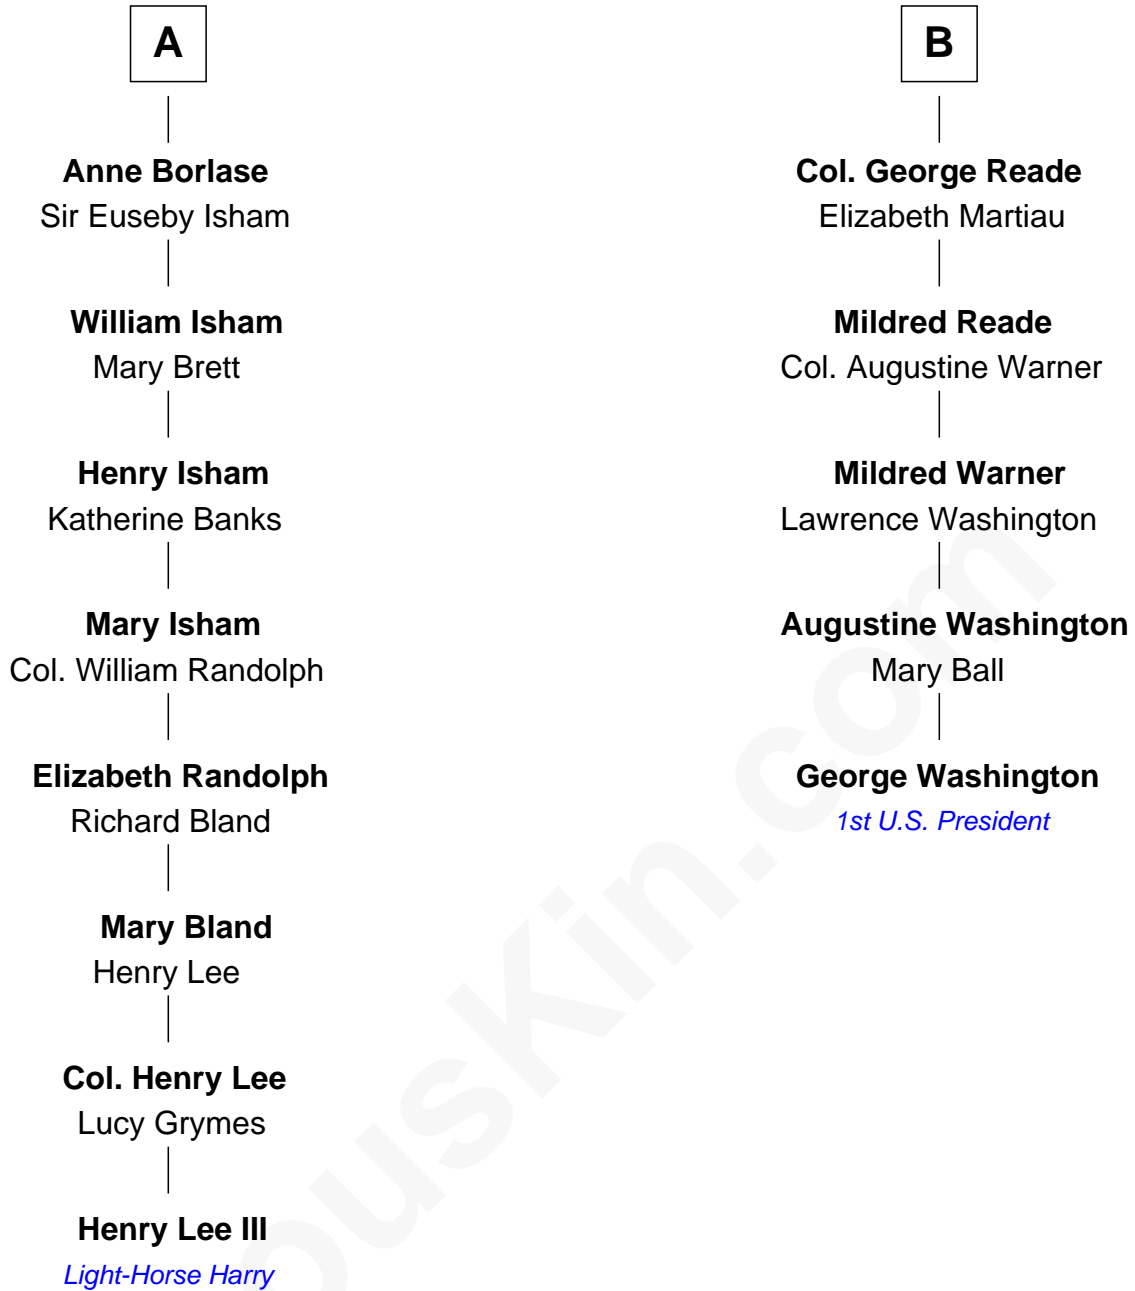 A
Anne Borlase
Sir Euseby Isham
William Isham
Mary Brett
Henry Isham
Katherine Banks
Mary Isham
Col. William Randolph
Elizabeth Randolph
Richard Bland
Mary Bland
Henry Lee
Col. Henry Lee
Lucy Grymes
Henry Lee III
Light-Horse Harry
B
Col. George Reade
Elizabeth Martiau
Mildred Reade
Col. Augustine Warner
Mildred Warner
Lawrence Washington
Augustine Washington
Mary Ball
George Washington
1st U.S. President
ousKin.com